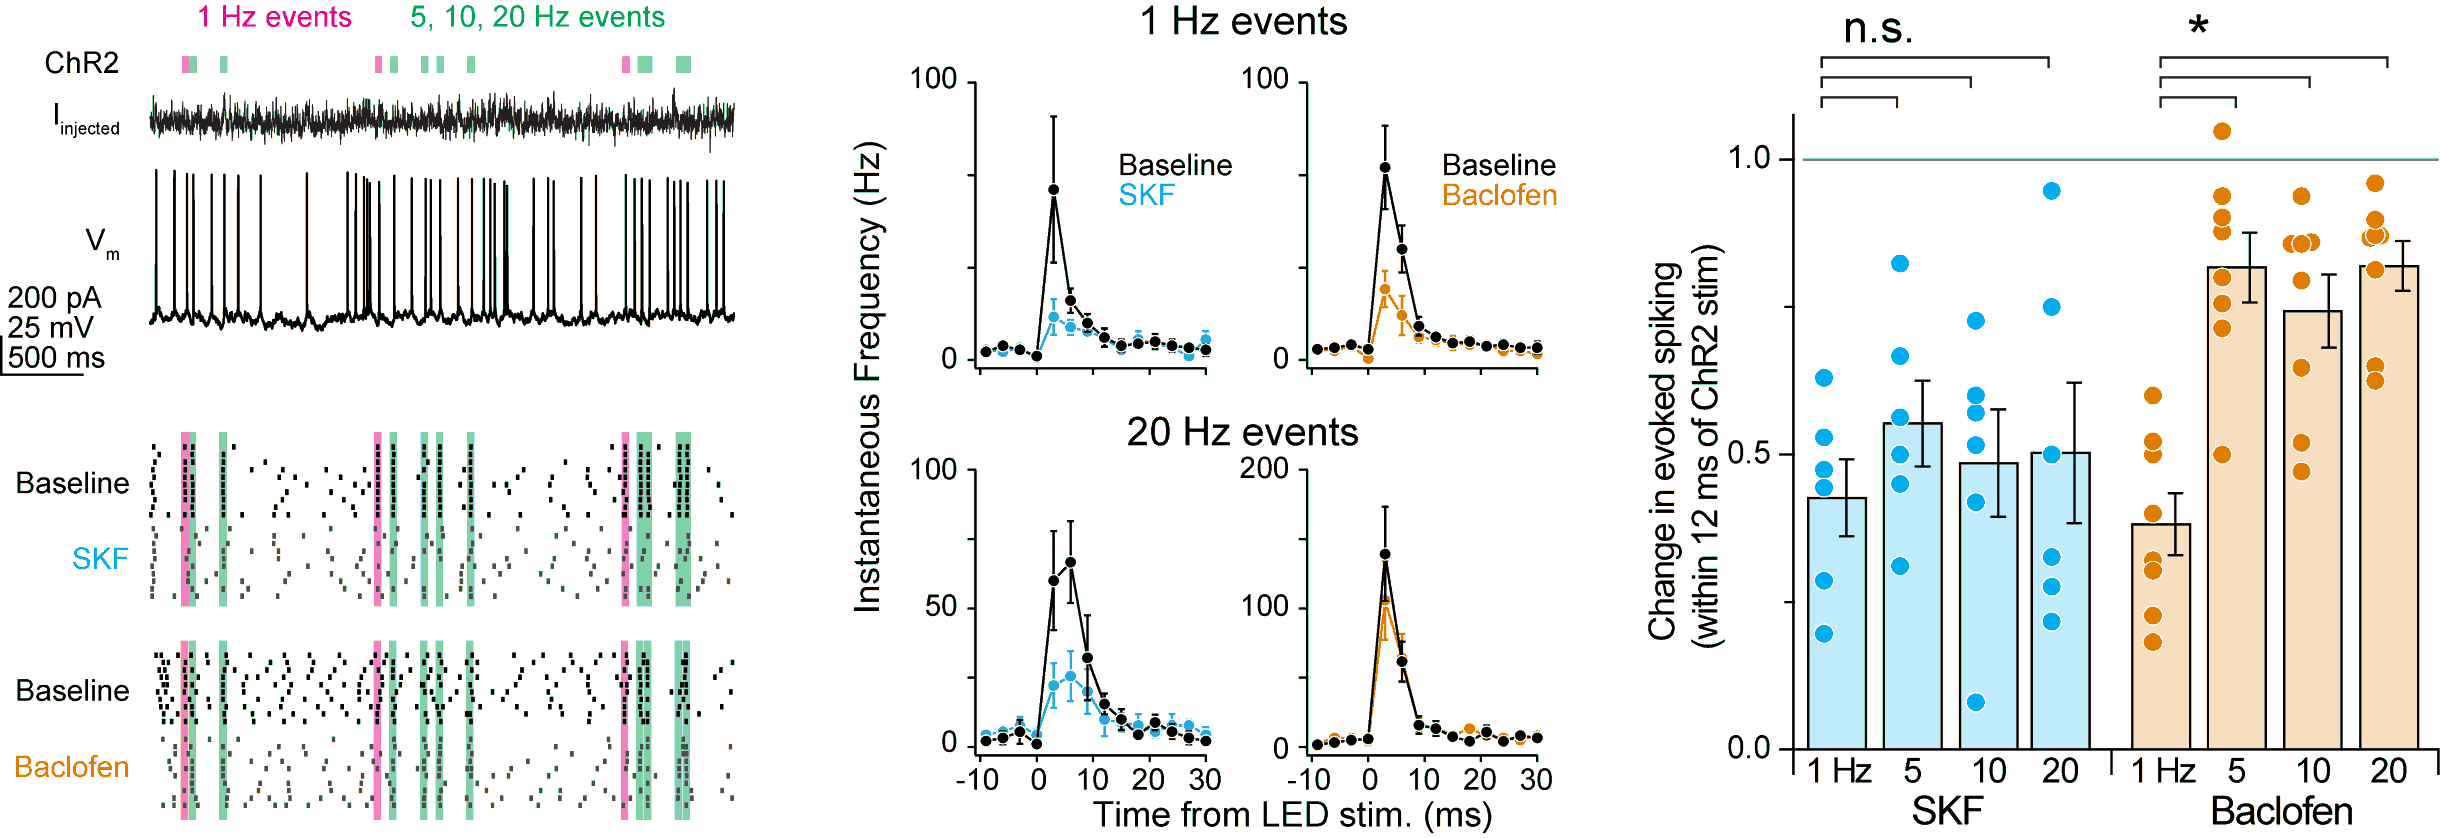 1 Hz events 5, 10, 20 Hz events
ChR2
Iinjected
Vm
200 pA
25 mV
500 ms
Baseline
SKF
Baseline
Baclofen
Instantaneous Frequency (Hz)
1 Hz events
100
0
Baseline
SKF
100
0
Baseline
Baclofen
20 Hz events
100
50
0
-10 0 10 20 30
200
100
0
-10 0 10 20 30
Time from LED stim. (ms)
Change in evoked spiking
(within 12 ms of ChR2 stim)
n.s. *
1.0
0.5
0.0
1 Hz 5 10 20 1 Hz 5 10 20
SKF Baclofen